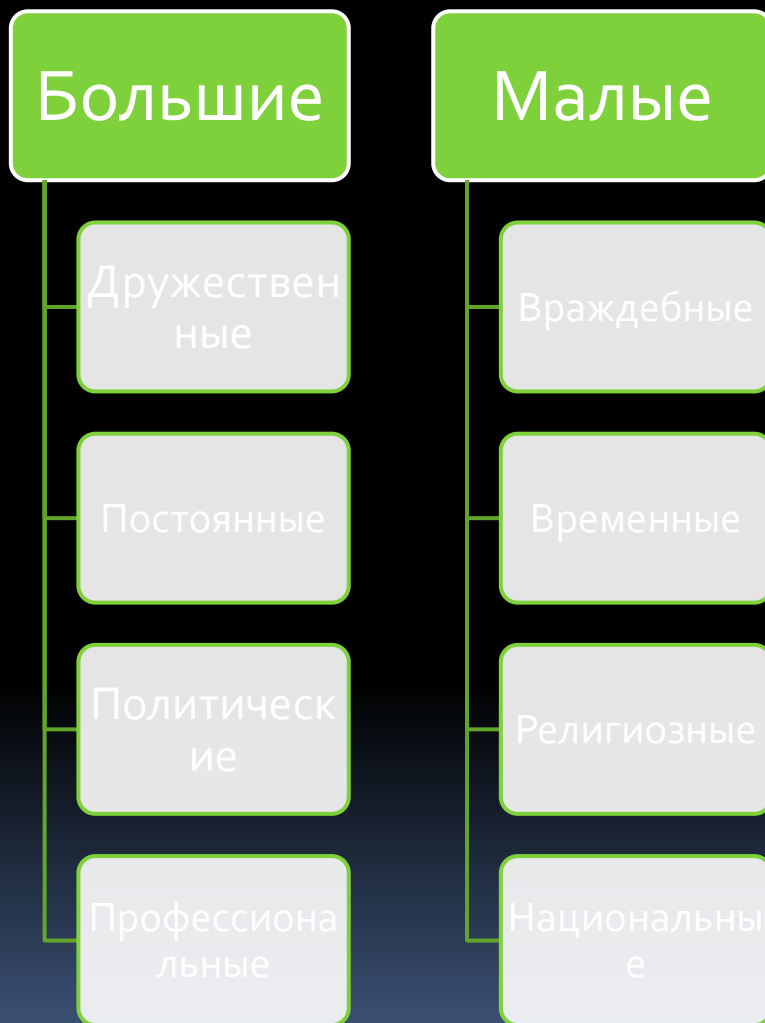 Большие
Дружествен
ные
Постоянные
Политическ
ие
Профессиона
льные
Малые
Враждебные
Временные
Религиозные
Национальны
е